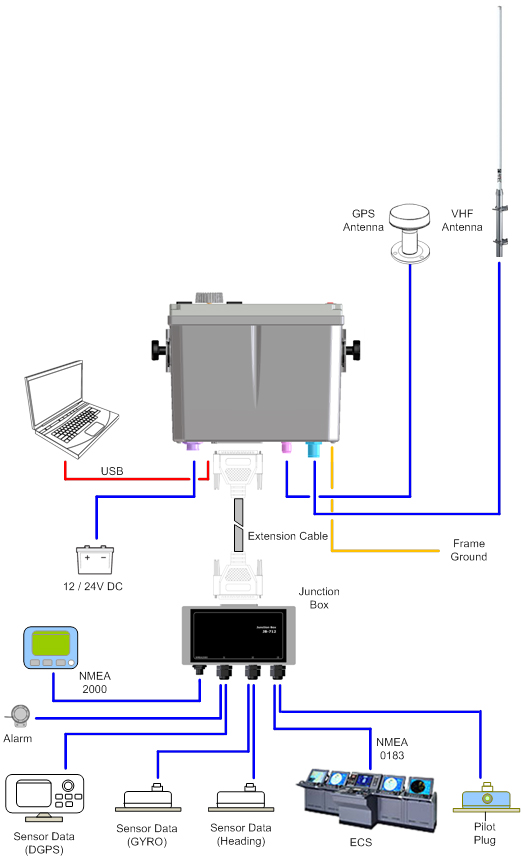 GPS
Antenna
VHF
Antenna
USB
Extension Cable
Frame
Ground
+ −
12 / 24V DC
Junction
Box
Junction Box
JB-712
NMEA
2000
Alarm
NMEA
0183
Sensor Data
(DGPS)
Sensor Data
(GYRO)
Sensor Data
(Heading)
ECS
Pilot
Plug